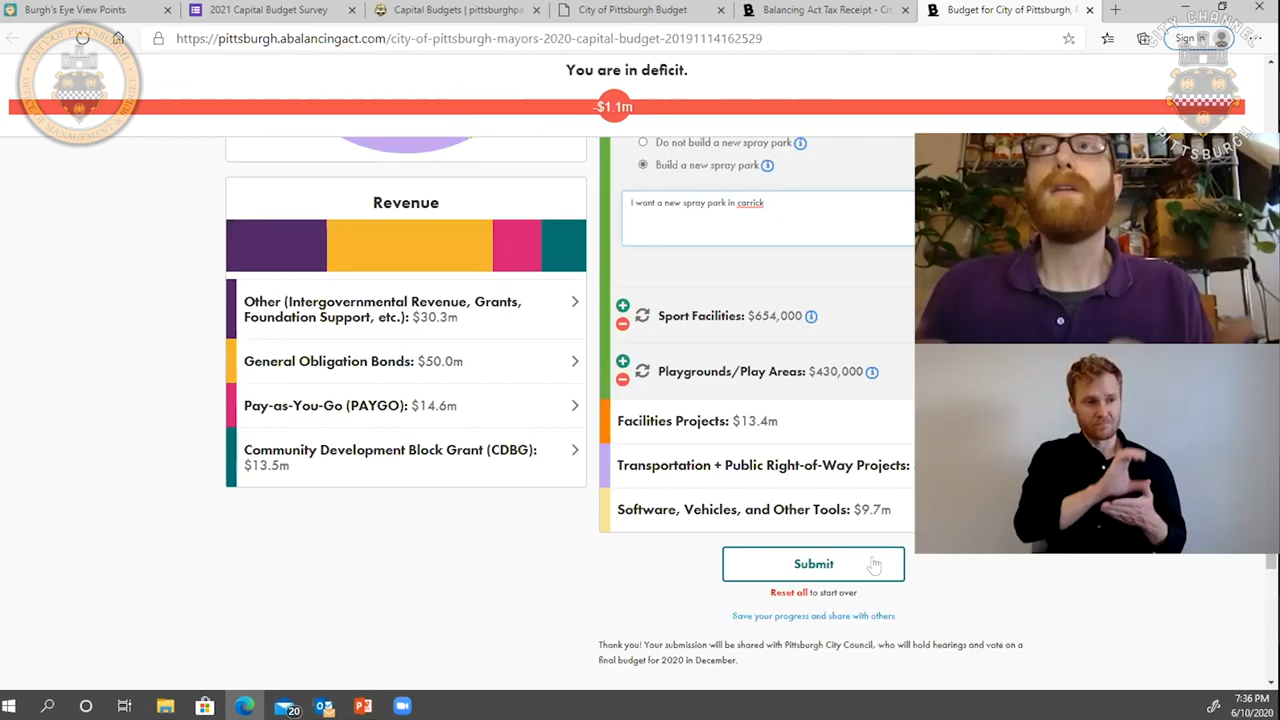 Burgh's Eye View Points
2021 Capital Budget Survey
Capital Budgets | pittsburghpa
City of Pittsburgh Budget
Balancing Act Tax Receipt - Cit
Budget for City of Pittsburgh,
https://pittsburgh.abalancingact.com/city-of-pittsburgh-mayors-2020-capital-budget-20191114162529
Sign in
CITY CHANNEL
PITTSBURGH
CITY OF PITTSBURGH
You are in deficit.
-$1.1m
Do not build a new spray park
Build a new spray park
I want a new spray park in carrick
Revenue
Other (Intergovernmental Revenue, Grants,
Foundation Support, etc.): $30.3m
General Obligation Bonds: $50.0m
Pay-as-You-Go (PAYGO): $14.6m
Community Development Block Grant (CDBG):
$13.5m
Sport Facilities: $654,000
Playgrounds/Play Areas: $430,000
Facilities Projects: $13.4m
Transportation + Public Right-of-Way Projects:
Software, Vehicles, and Other Tools: $9.7m
Submit
Reset all to start over
Save your progress and share with others
Thank you! Your submission will be shared with Pittsburgh City Council, who will hold hearings and vote on a
final budget for 2020 in December.
20
7:36 PM
6/10/2020